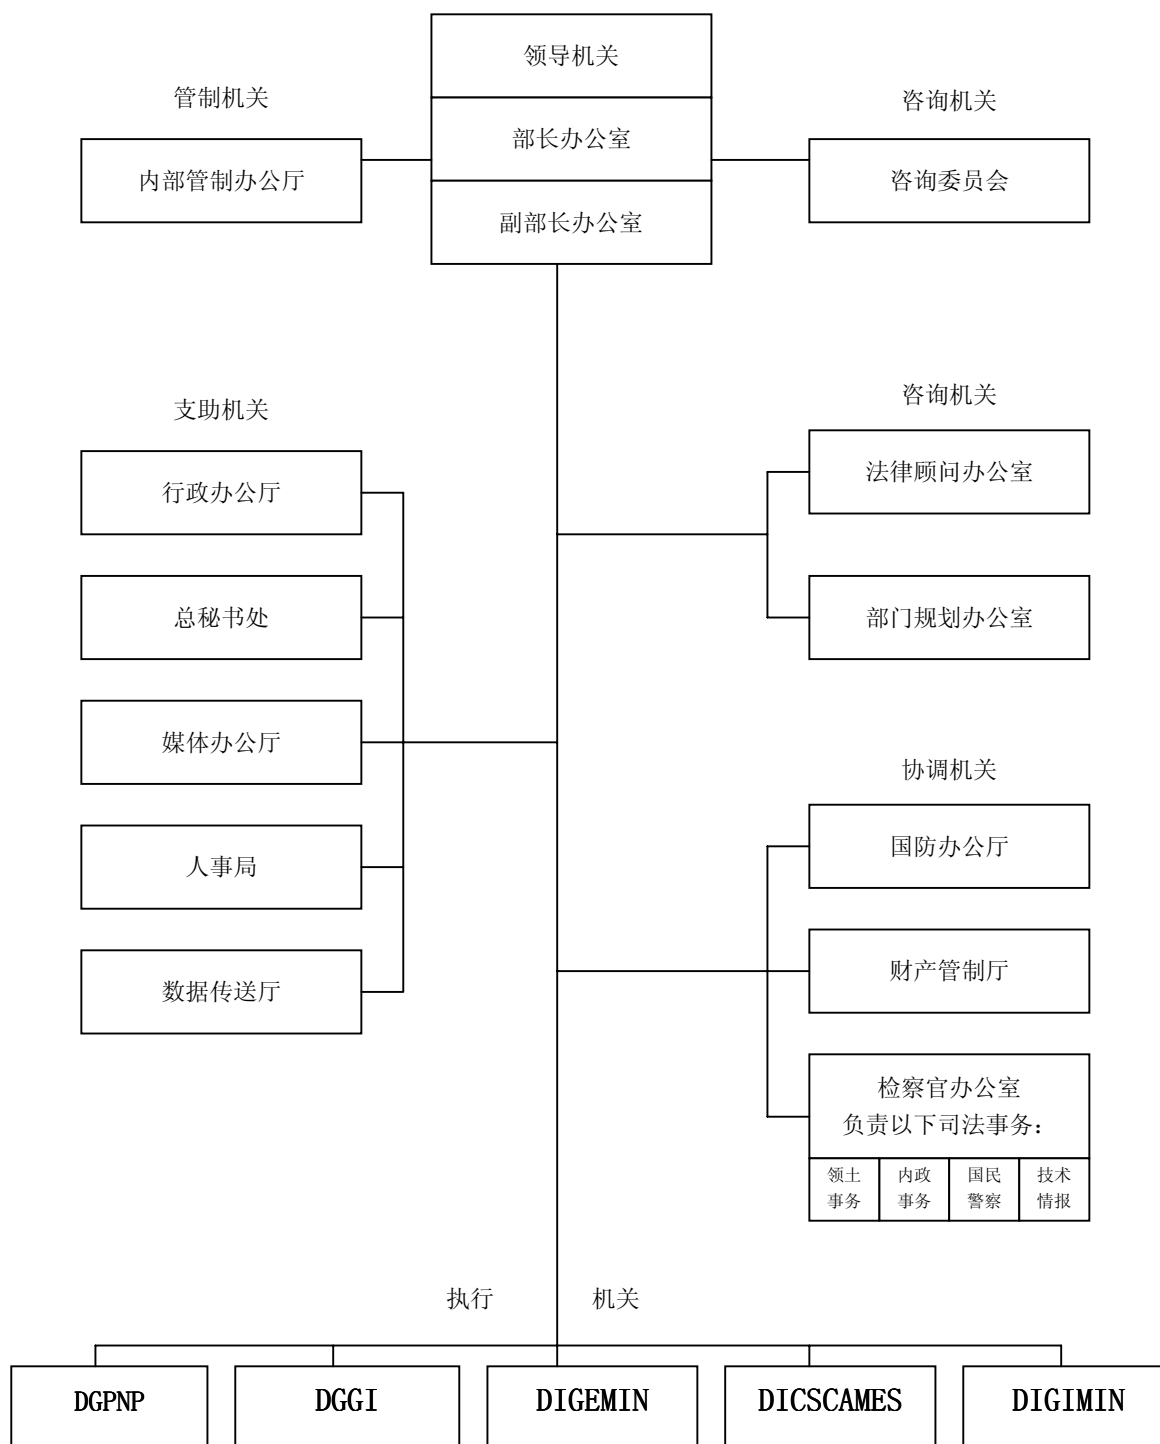 领导机关
管制机关
咨询机关
部长办公室
内部管制办公厅
咨询委员会
副部长办公室
支助机关
咨询机关
行政办公厅
法律顾问办公室
总秘书处
部门规划办公室
媒体办公厅
协调机关
人事局
国防办公厅
数据传送厅
财产管制厅
检察官办公室
负责以下司法事务：
领土
事务
内政
事务
国民
警察
技术
情报
执行 机关
DGPNP
DGGI
DIGEMIN
DICSCAMES
DIGIMIN